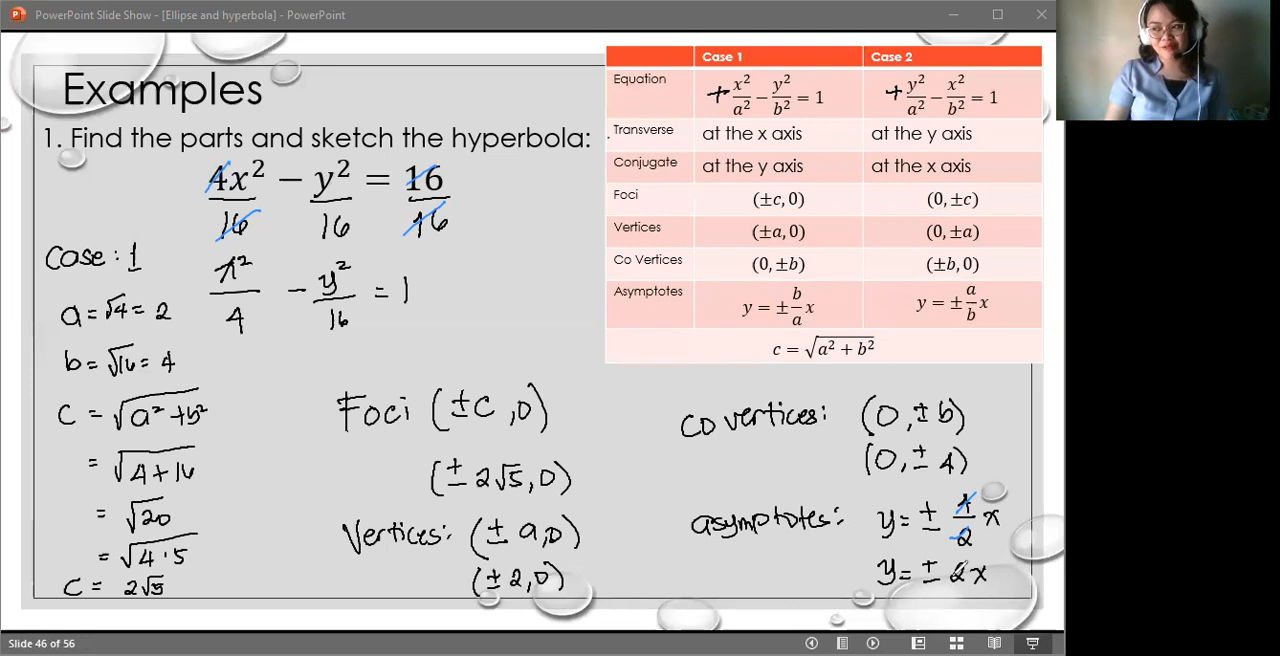 PowerPoint Slide Show - [Ellipse and hyperbola] - PowerPoint
Examples
1. Find the parts and sketch the hyperbola:
4x² − y² = 16
16 16 16
Case: 1
x²/4 − y²/16 = 1
a = √4 = 2
b = √16 = 4
c = √a² + b²
= √4 + 16
= √20
= √4 · 5
c = 2√5
Foci (±c, 0)
(±2√5, 0)
Vertices: (±a, 0)
(±2, 0)
Co vertices: (0, ±b)
(0, ±4)
asymptotes: y = ± 4/2 x
y = ± 2x
Case 1 Case 2
Equation + x²/a² − y²/b² = 1 + y²/a² − x²/b² = 1
Transverse at the x axis at the y axis
Conjugate at the y axis at the x axis
Foci (±c, 0) (0, ±c)
Vertices (±a, 0) (0, ±a)
Co Vertices (0, ±b) (±b, 0)
Asymptotes y = ± b/a x y = ± a/b x
c = √a² + b²
Slide 46 of 56